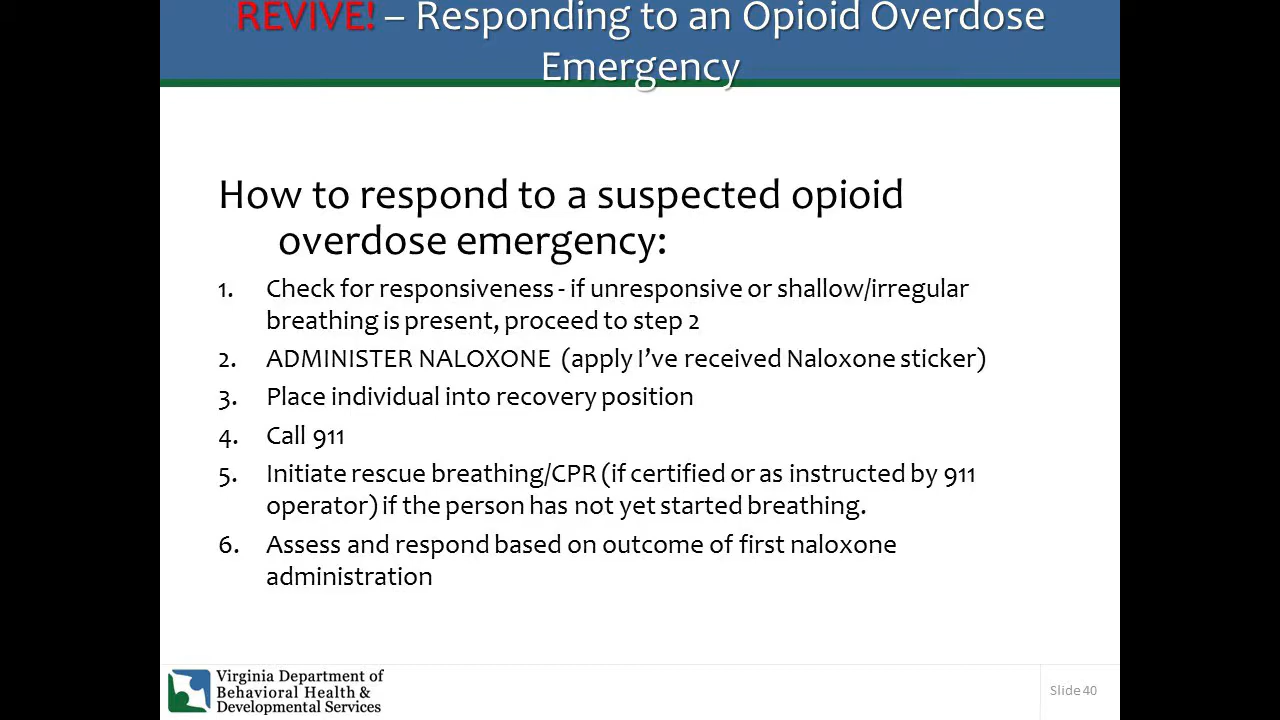 REVIVE! – Responding to an Opioid Overdose
Emergency
How to respond to a suspected opioid
overdose emergency:
1. Check for responsiveness - if unresponsive or shallow/irregular
breathing is present, proceed to step 2
2. ADMINISTER NALOXONE (apply I’ve received Naloxone sticker)
3. Place individual into recovery position
4. Call 911
5. Initiate rescue breathing/CPR (if certified or as instructed by 911
operator) if the person has not yet started breathing.
6. Assess and respond based on outcome of first naloxone
administration
Virginia Department of
Behavioral Health &
Developmental Services
Slide 40